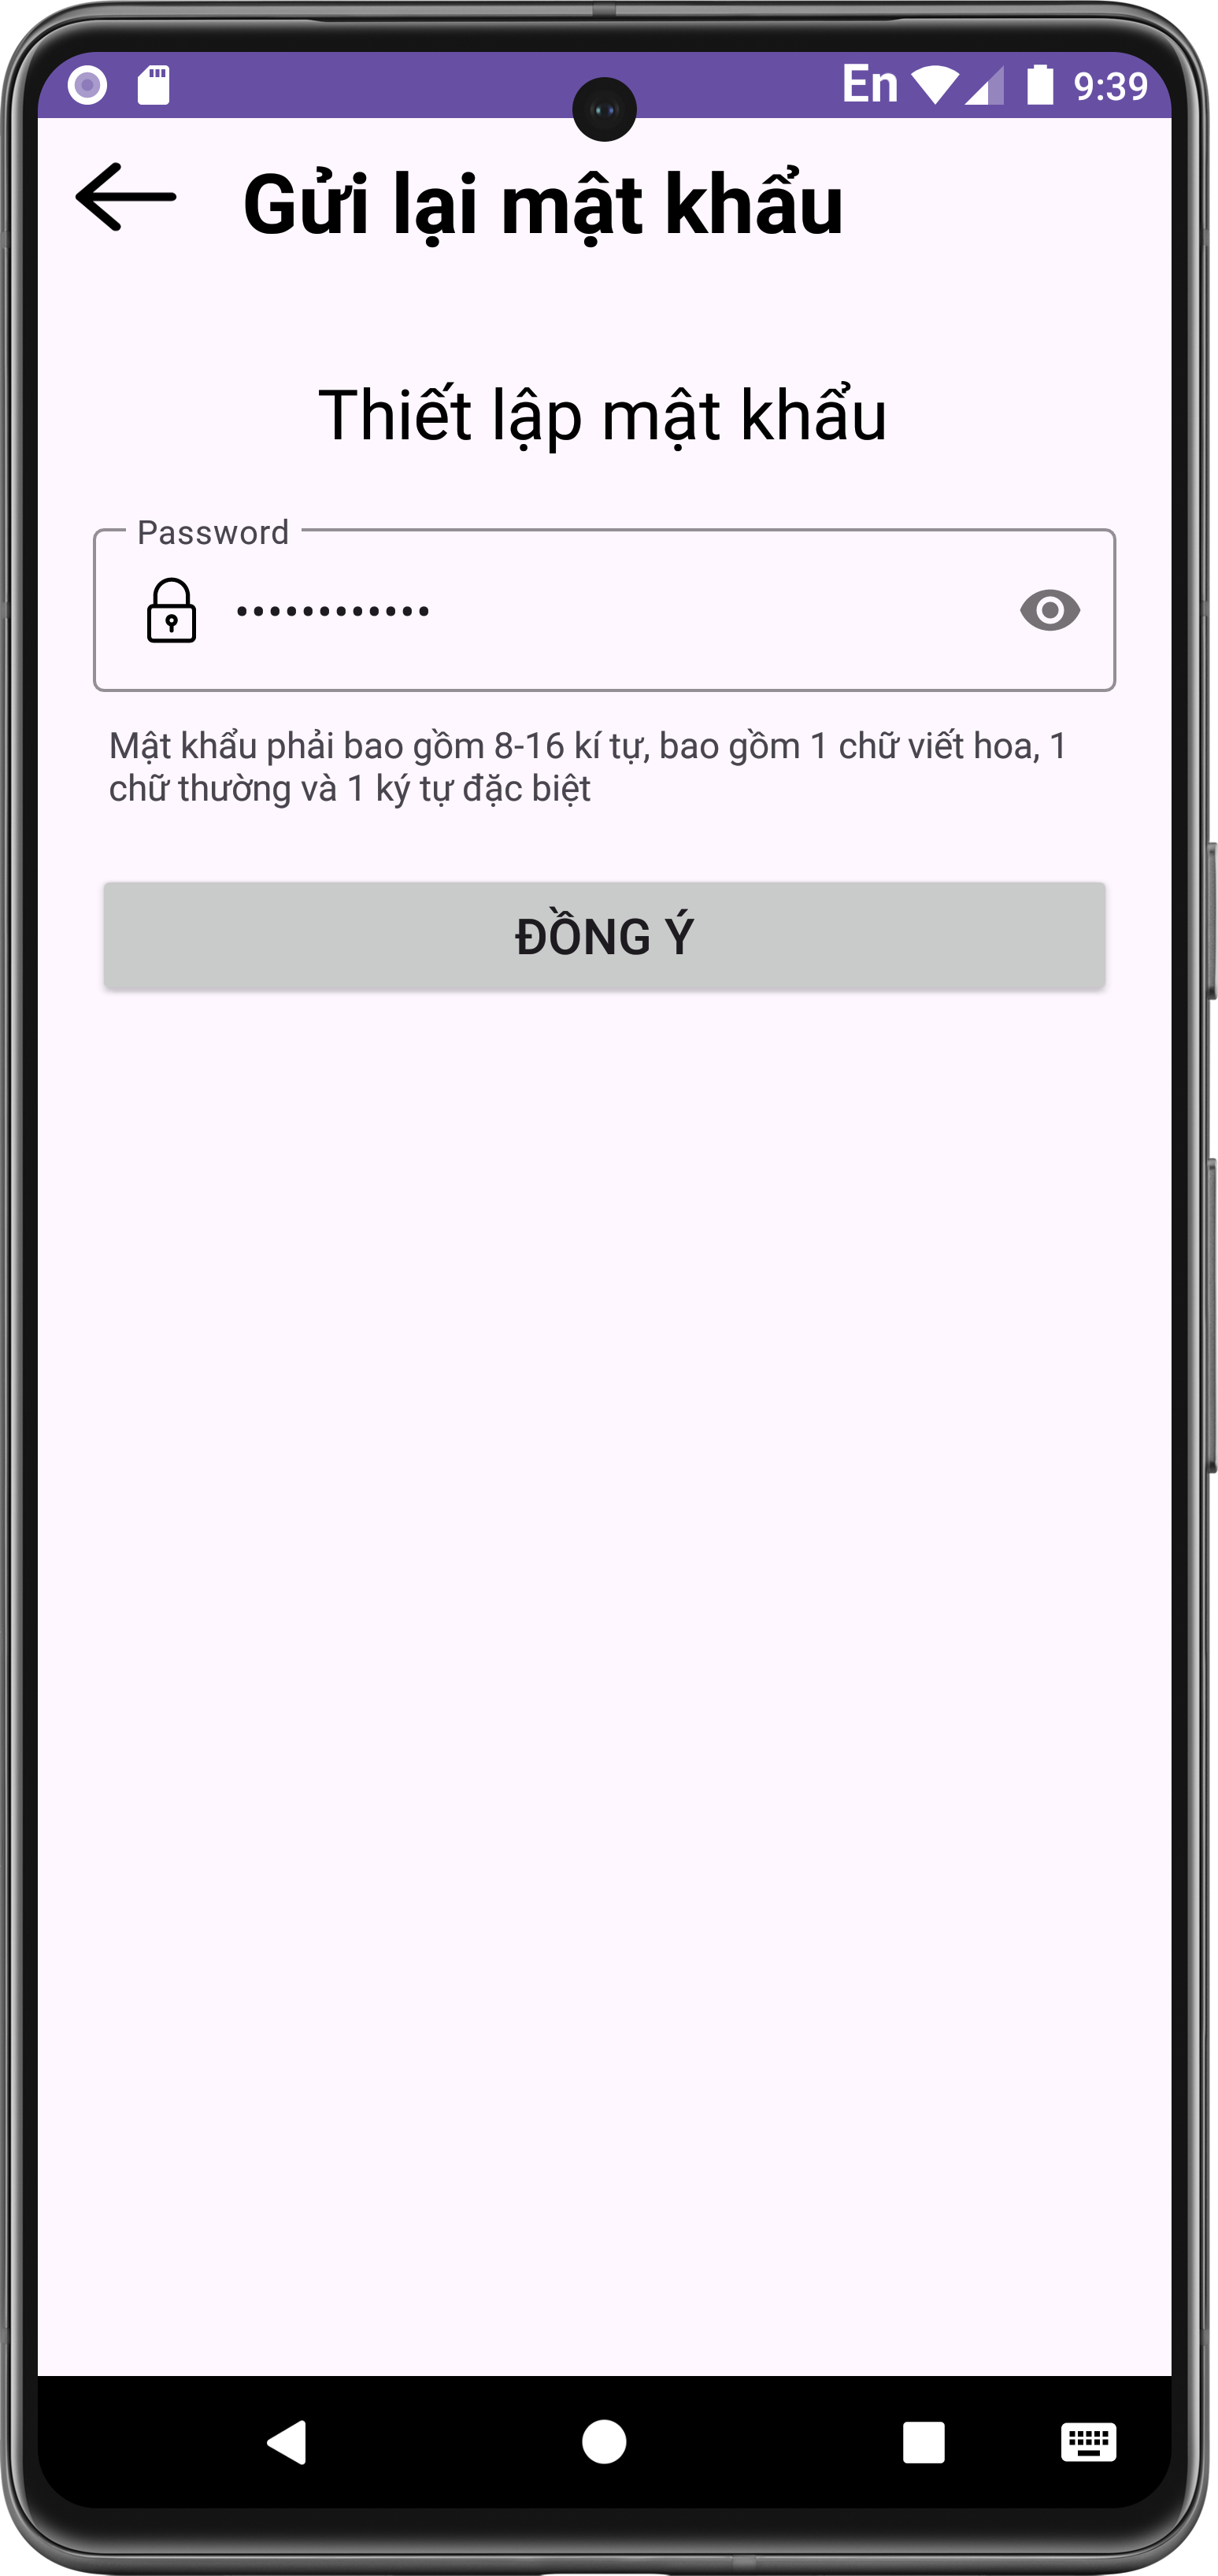 En 9:39
Gửi lại mật khẩu
Thiết lập mật khẩu
Password
••••••••••••
Mật khẩu phải bao gồm 8-16 kí tự, bao gồm 1 chữ viết hoa, 1
chữ thường và 1 ký tự đặc biệt
ĐỒNG Ý